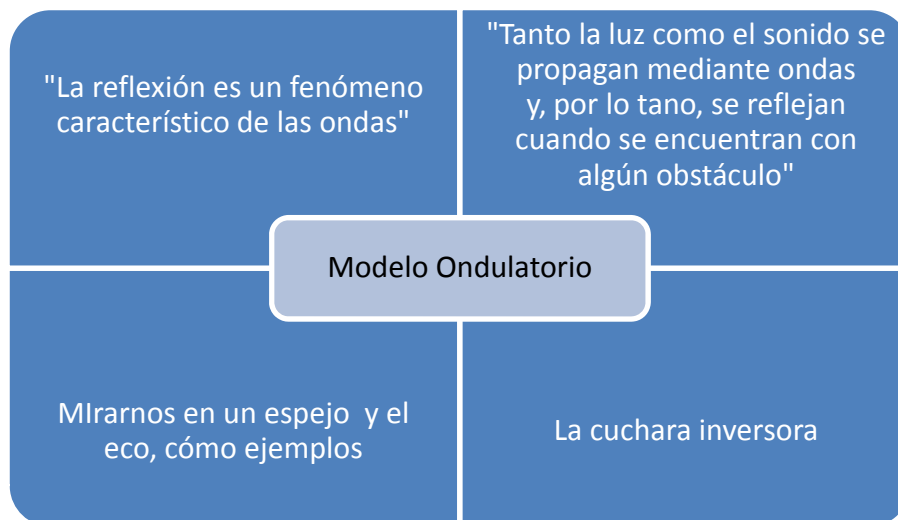 "La reflexión es un fenómeno
característico de las ondas"
"Tanto la luz como el sonido se
propagan mediante ondas
y, por lo tano, se reflejan
cuando se encuentran con
algún obstáculo"
Modelo Ondulatorio
MIrarnos en un espejo y el
eco, cómo ejemplos
La cuchara inversora